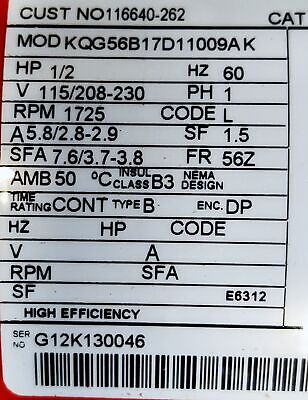 CUST NO 116640-262 CAT
MOD KQG56B17D11009A K
HP 1/2 HZ 60
V 115/208-230 PH 1
RPM 1725 CODE L
A 5.8/2.8-2.9 SF 1.5
SFA 7.6/3.7-3.8 FR 56Z
AMB 50 °C INSUL CLASS B3 NEMA DESIGN
TIME RATING CONT TYPE B ENC. DP
HZ HP CODE
V A
RPM SFA
SF E6312
HIGH EFFICIENCY
SER NO G12K130046